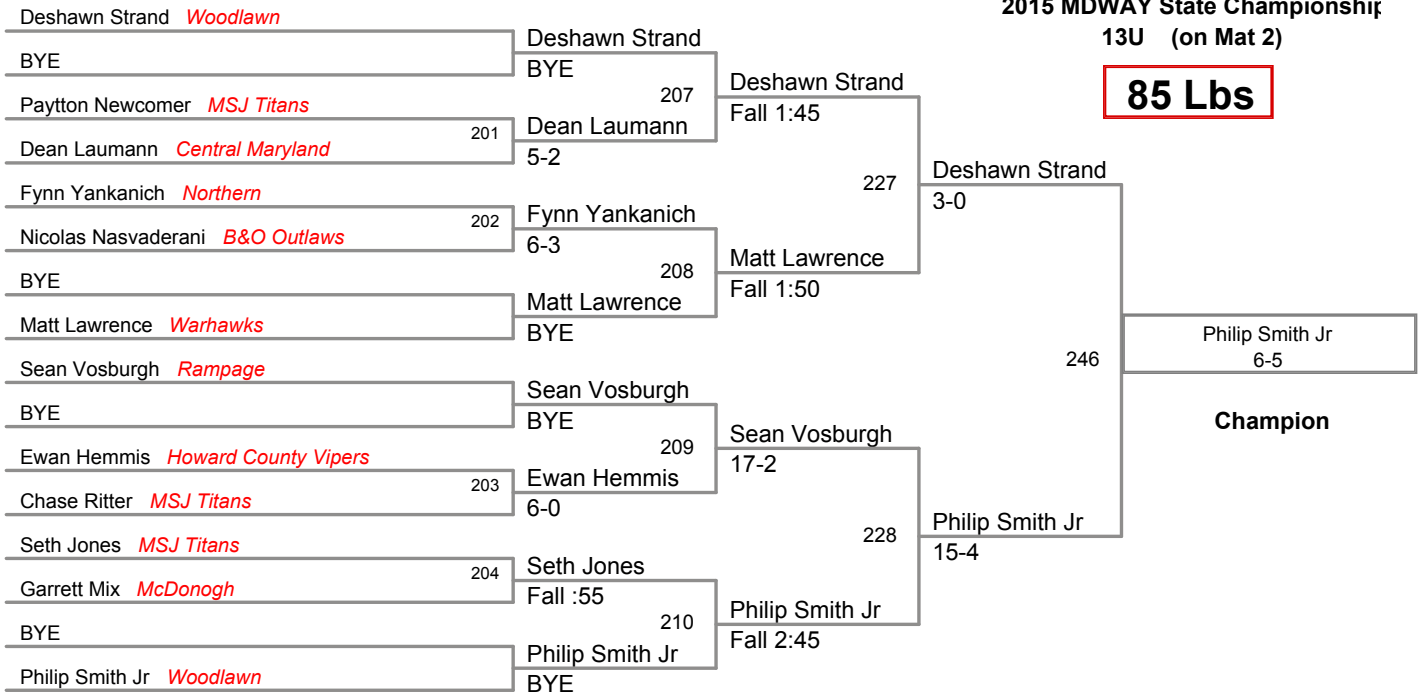 2015 MDWAY State Championship
13U (on Mat 2)
85 Lbs
Deshawn Strand Woodlawn
BYE
Paytton Newcomer MSJ Titans
Dean Laumann Central Maryland
Fynn Yankanich Northern
Nicolas Nasvaderani B&O Outlaws
BYE
Matt Lawrence Warhawks
Sean Vosburgh Rampage
BYE
Ewan Hemmis Howard County Vipers
Chase Ritter MSJ Titans
Seth Jones MSJ Titans
Garrett Mix McDonogh
BYE
Philip Smith Jr Woodlawn
201
202
203
204
Deshawn Strand
BYE
Dean Laumann
5-2
Fynn Yankanich
6-3
Matt Lawrence
BYE
Sean Vosburgh
BYE
Ewan Hemmis
6-0
Seth Jones
Fall :55
Philip Smith Jr
BYE
207
208
209
210
Deshawn Strand
Fall 1:45
Matt Lawrence
Fall 1:50
Sean Vosburgh
17-2
Philip Smith Jr
Fall 2:45
227
228
Deshawn Strand
3-0
Philip Smith Jr
15-4
246
Philip Smith Jr
6-5
Champion